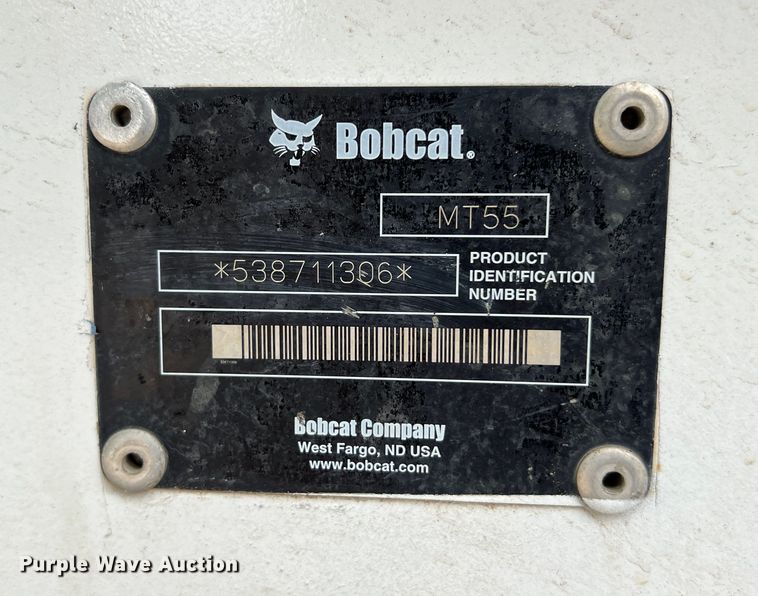 Bobcat®
MT55
*538711306*
PRODUCT
IDENTIFICATION
NUMBER
Bobcat Company
West Fargo, ND USA
www.bobcat.com
Purple Wave Auction